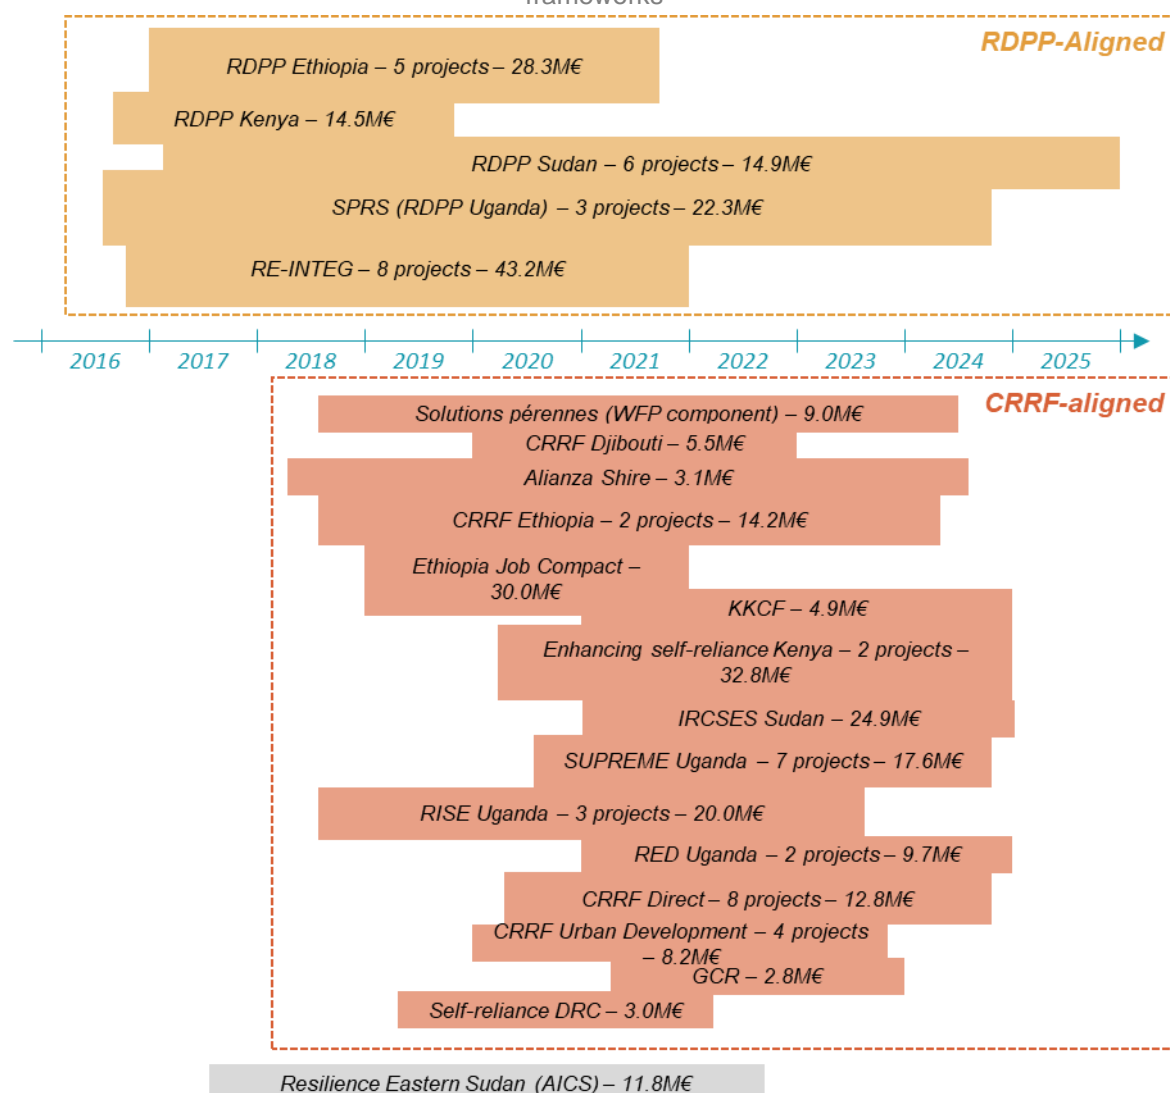 frameworks
RDPP-Aligned
RDPP Ethiopia – 5 projects – 28.3M€
RDPP Kenya – 14.5M€
RDPP Sudan – 6 projects – 14.9M€
SPRS (RDPP Uganda) – 3 projects – 22.3M€
RE-INTEG – 8 projects – 43.2M€
2016 2017 2018 2019 2020 2021 2022 2023 2024 2025
CRRF-aligned
Solutions pérennes (WFP component) – 9.0M€
CRRF Djibouti – 5.5M€
Alianza Shire – 3.1M€
CRRF Ethiopia – 2 projects – 14.2M€
Ethiopia Job Compact –
30.0M€
KKCF – 4.9M€
Enhancing self-reliance Kenya – 2 projects –
32.8M€
IRCSES Sudan – 24.9M€
SUPREME Uganda – 7 projects – 17.6M€
RISE Uganda – 3 projects – 20.0M€
RED Uganda – 2 projects – 9.7M€
CRRF Direct – 8 projects – 12.8M€
CRRF Urban Development – 4 projects
– 8.2M€
GCR – 2.8M€
Self-reliance DRC – 3.0M€
Resilience Eastern Sudan (AICS) – 11.8M€